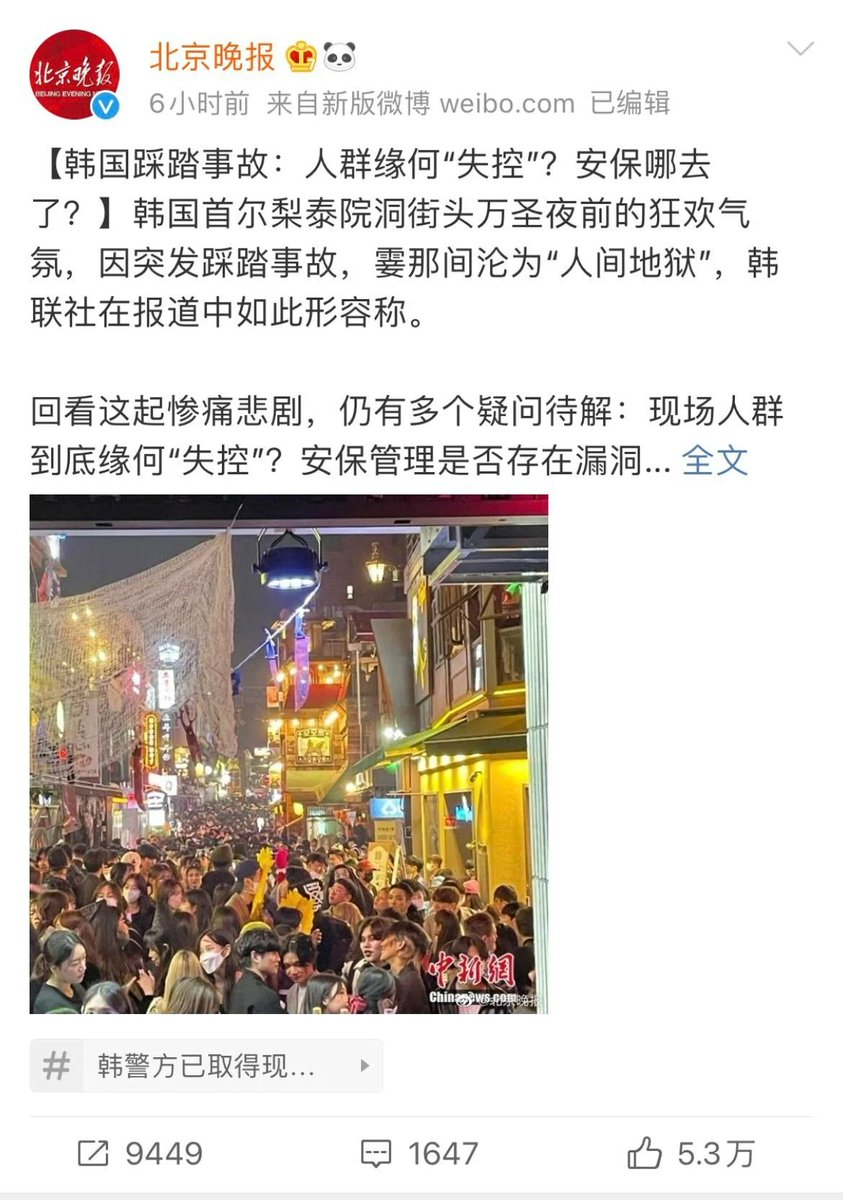 北京晚报
BEIJING EVENING
北京晚报
6小时前 来自新版微博 weibo.com 已编辑
【韩国踩踏事故：人群缘何“失控”？安保哪去
了？】韩国首尔梨泰院洞街头万圣夜前的狂欢气
氛，因突发踩踏事故，霎那间沦为“人间地狱”，韩
联社在报道中如此形容称。
回看这起惨痛悲剧，仍有多个疑问待解：现场人群
到底缘何“失控”？安保管理是否存在漏洞... 全文
中新網
Chinanews.com
@北京晚报
# 韩警方已取得现...
9449 1647 5.3万